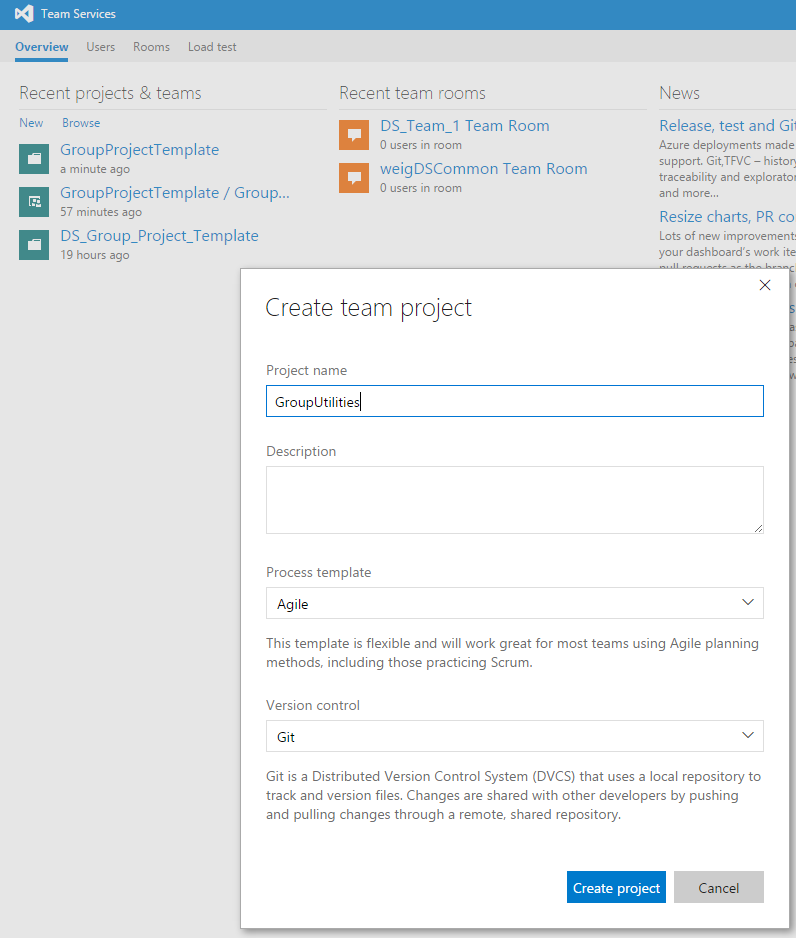 Team Services
Overview Users Rooms Load test
Recent projects & teams
New Browse
GroupProjectTemplate
a minute ago
GroupProjectTemplate / Group...
57 minutes ago
DS_Group_Project_Template
19 hours ago
Recent team rooms
DS_Team_1 Team Room
0 users in room
weigDSCommon Team Room
0 users in room
News
Release, test and Git
Azure deployments made
support. Git,TFVC – history
traceability and explorator
and more...
Resize charts, PR co
Lots of new improvements
your dashboard's work ite
pull requests as the branc
Create team project
Project name
GroupUtilities
Description
Process template
Agile
This template is flexible and will work great for most teams using Agile planning
methods, including those practicing Scrum.
Version control
Git
Git is a Distributed Version Control System (DVCS) that uses a local repository to
track and version files. Changes are shared with other developers by pushing
and pulling changes through a remote, shared repository.
Create project Cancel